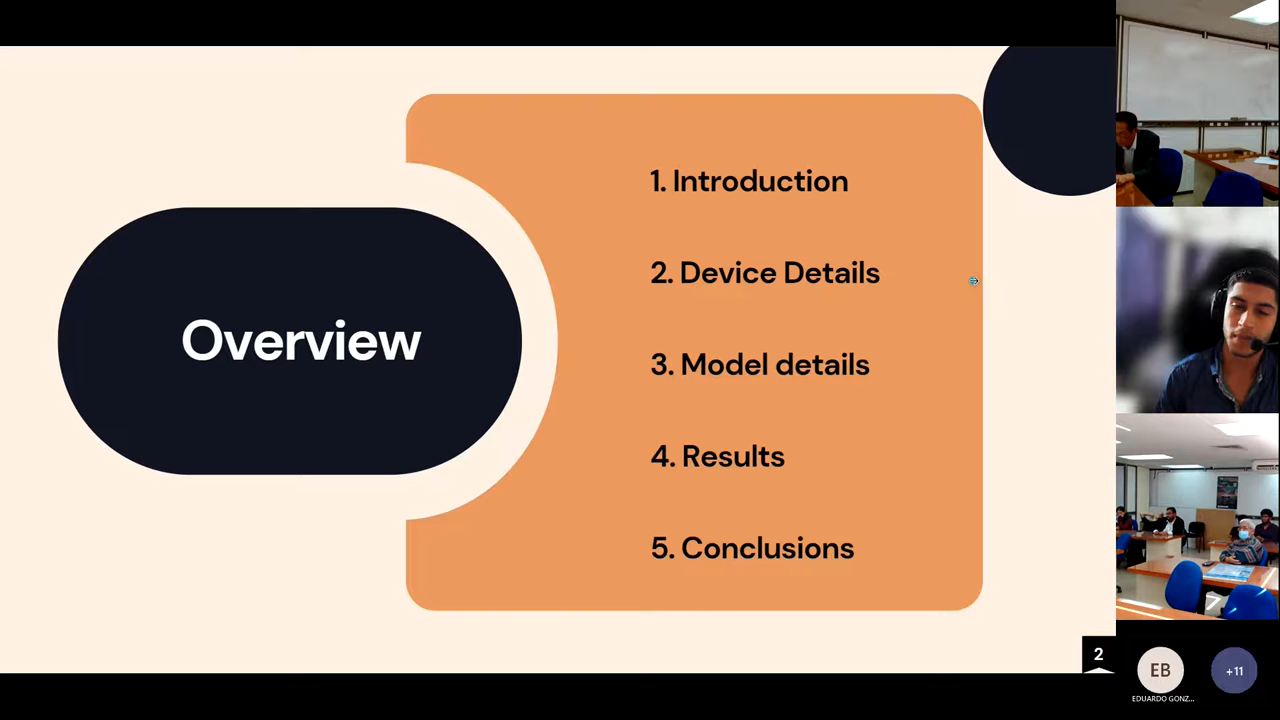 Overview
1. Introduction
2. Device Details
3. Model details
4. Results
5. Conclusions
2
EB
EDUARDO GONZ...
+11